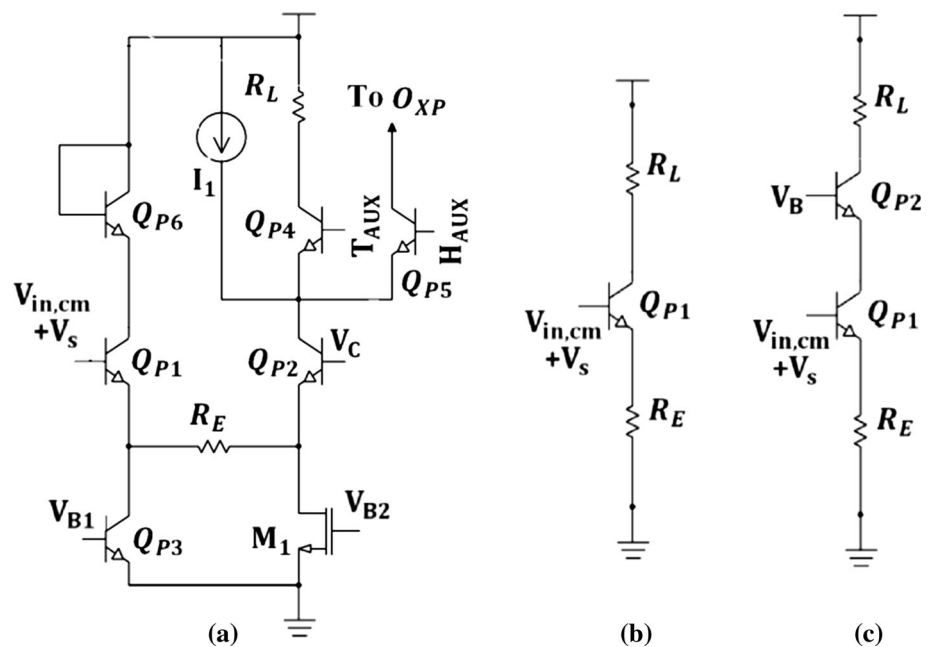 R_L
To O_XP
I_1
Q_P6
Q_P4
T_AUX
H_AUX
Q_P5
V_in,cm
+V_s
Q_P1
Q_P2
V_C
R_E
V_B1
Q_P3
M_1
V_B2
(a)
R_L
Q_P1
V_in,cm
+V_s
R_E
(b)
R_L
V_B
Q_P2
Q_P1
V_in,cm
+V_s
R_E
(c)